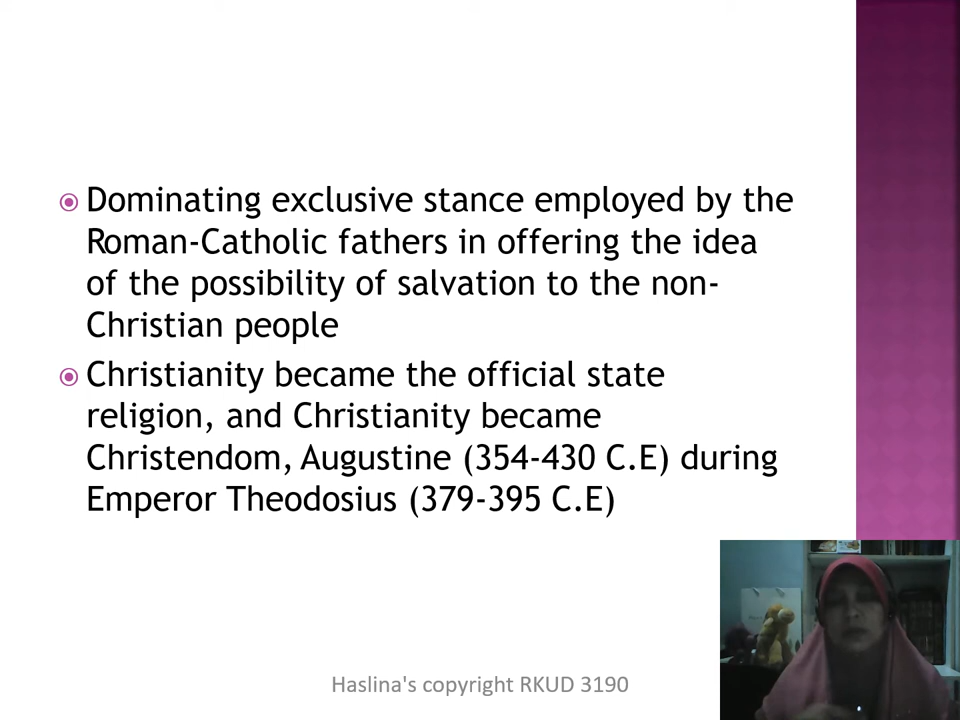 Dominating exclusive stance employed by the
Roman-Catholic fathers in offering the idea
of the possibility of salvation to the non-
Christian people
Christianity became the official state
religion, and Christianity became
Christendom, Augustine (354-430 C.E) during
Emperor Theodosius (379-395 C.E)
Haslina's copyright RKUD 3190